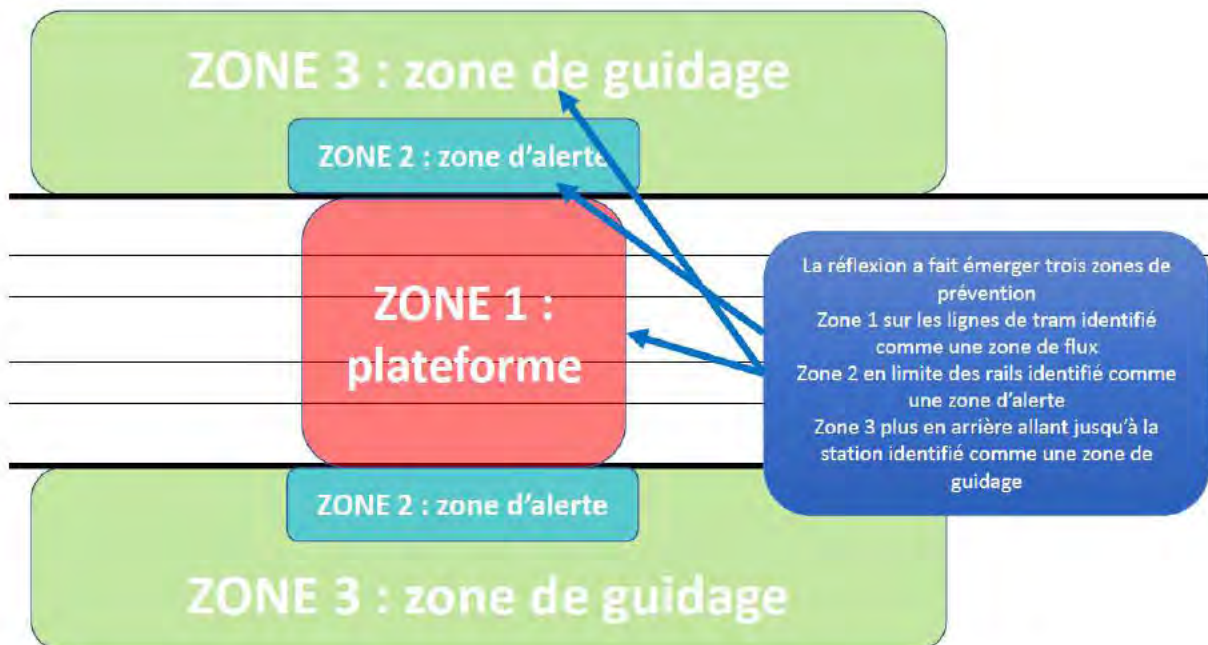 ZONE 3 : zone de guidage
ZONE 2 : zone d'alerte
ZONE 1 :
plateforme
La réflexion a fait émerger trois zones de
prévention
Zone 1 sur les lignes de tram identifié
comme une zone de flux
Zone 2 en limite des rails identifié comme
une zone d'alerte
Zone 3 plus en arrière allant jusqu'à la
station identifié comme une zone de
guidage
ZONE 2 : zone d'alerte
ZONE 3 : zone de guidage